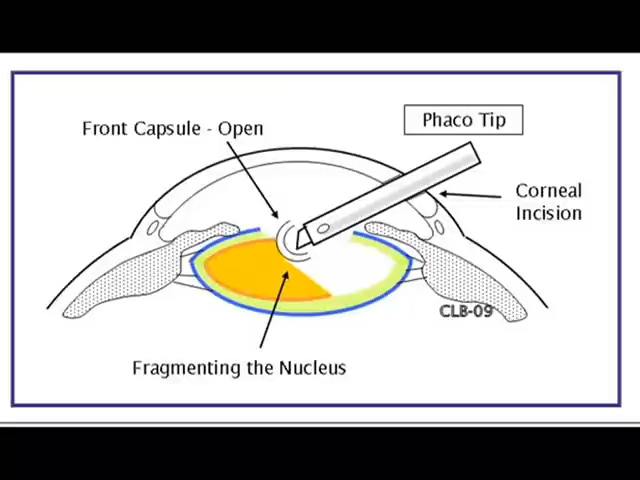 Phaco Tip
Front Capsule - Open
Corneal
Incision
CLB-09
Fragmenting the Nucleus